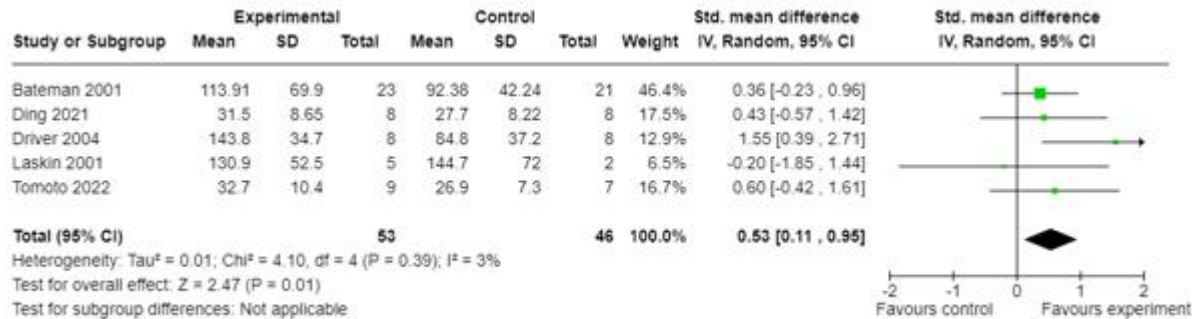 Experimental Control Std. mean difference Std. mean difference
Study or Subgroup Mean SD Total Mean SD Total Weight IV, Random, 95% CI IV, Random, 95% CI
Bateman 2001 113.91 69.9 23 92.38 42.24 21 46.4% 0.36 [-0.23 , 0.96]
Ding 2021 31.5 8.65 8 27.7 8.22 8 17.5% 0.43 [-0.57 , 1.42]
Driver 2004 143.8 34.7 8 84.8 37.2 8 12.9% 1.55 [0.39 , 2.71]
Laskin 2001 130.9 52.5 5 144.7 72 2 6.5% -0.20 [-1.85 , 1.44]
Tomoto 2022 32.7 10.4 9 26.9 7.3 7 16.7% 0.60 [-0.42 , 1.61]
Total (95% CI) 53 46 100.0% 0.53 [0.11 , 0.95]
Heterogeneity: Tau² = 0.01; Chi² = 4.10, df = 4 (P = 0.39); I² = 3%
Test for overall effect: Z = 2.47 (P = 0.01)
Test for subgroup differences: Not applicable
-2 -1 0 1 2
Favours control Favours experiment